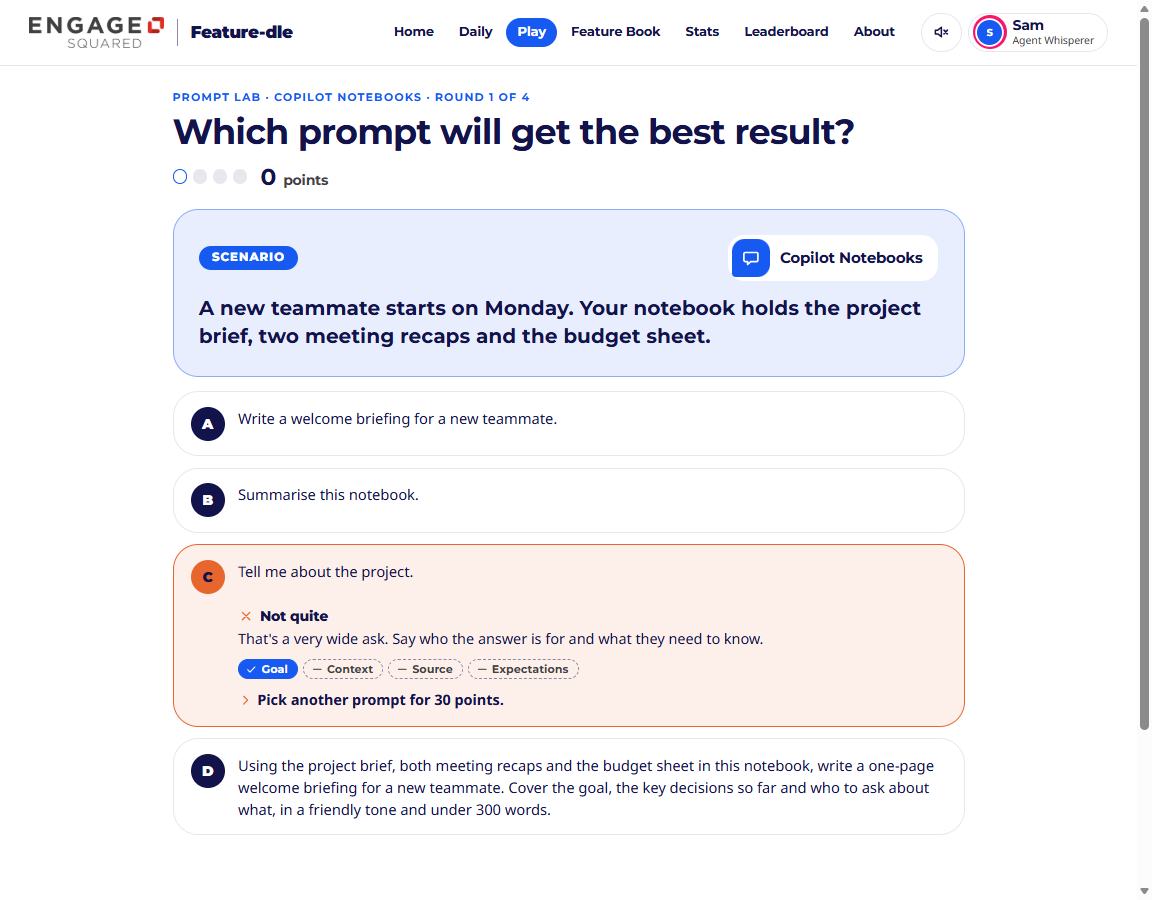 ENGAGE
SQUARED
Feature-dle
Home
Daily
Play
Feature Book
Stats
Leaderboard
About
S
Sam
Agent Whisperer
PROMPT LAB · COPILOT NOTEBOOKS · ROUND 1 OF 4
Which prompt will get the best result?
0 points
SCENARIO
Copilot Notebooks
A new teammate starts on Monday. Your notebook holds the project
brief, two meeting recaps and the budget sheet.
A
Write a welcome briefing for a new teammate.
B
Summarise this notebook.
C
Tell me about the project.
Not quite
That's a very wide ask. Say who the answer is for and what they need to know.
Goal
Context
Source
Expectations
Pick another prompt for 30 points.
D
Using the project brief, both meeting recaps and the budget sheet in this notebook, write a one-page
welcome briefing for a new teammate. Cover the goal, the key decisions so far and who to ask about
what, in a friendly tone and under 300 words.